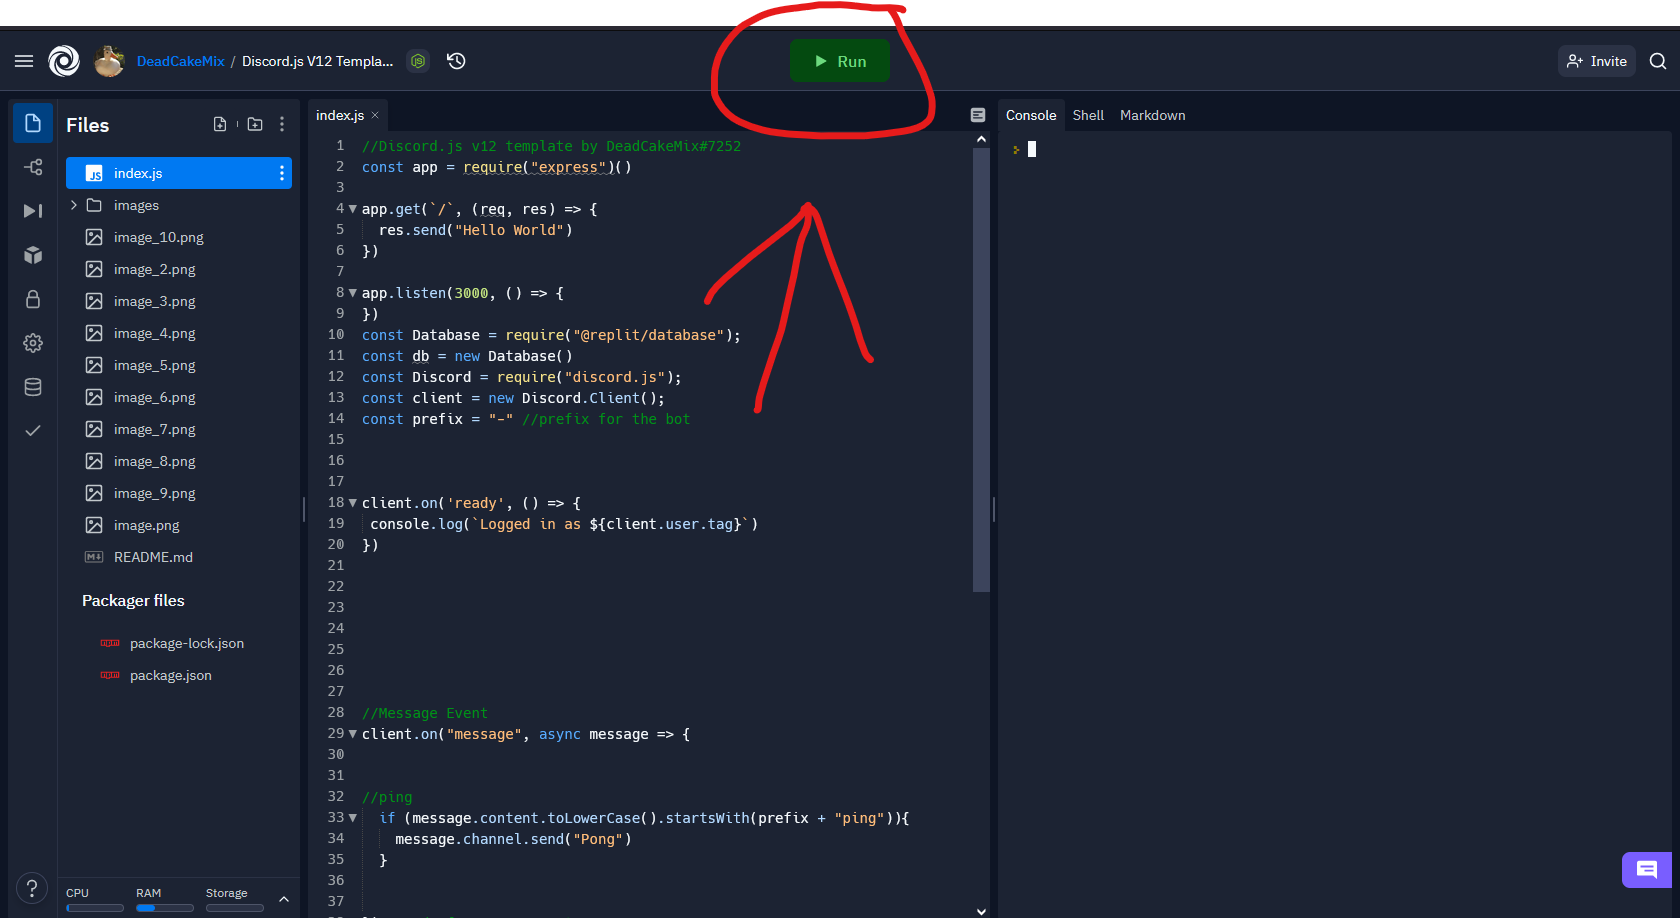 DeadCakeMix / Discord.js V12 Templa...
Run
Invite
Files
index.js
images
image_10.png
image_2.png
image_3.png
image_4.png
image_5.png
image_6.png
image_7.png
image_8.png
image_9.png
image.png
README.md
Packager files
package-lock.json
package.json
CPU RAM Storage
index.js ×
1 //Discord.js v12 template by DeadCakeMix#7252
2 const app = require("express")()
3
4 app.get(`/`, (req, res) => {
5 res.send("Hello World")
6 })
7
8 app.listen(3000, () => {
9 })
10 const Database = require("@replit/database");
11 const db = new Database()
12 const Discord = require("discord.js");
13 const client = new Discord.Client();
14 const prefix = "-" //prefix for the bot
15
16
17
18 client.on('ready', () => {
19 console.log(`Logged in as ${client.user.tag}`)
20 })
21
22
23
24
25
26
27
28 //Message Event
29 client.on("message", async message => {
30
31
32 //ping
33 if (message.content.toLowerCase().startsWith(prefix + "ping")){
34 message.channel.send("Pong")
35 }
36
37
Console Shell Markdown